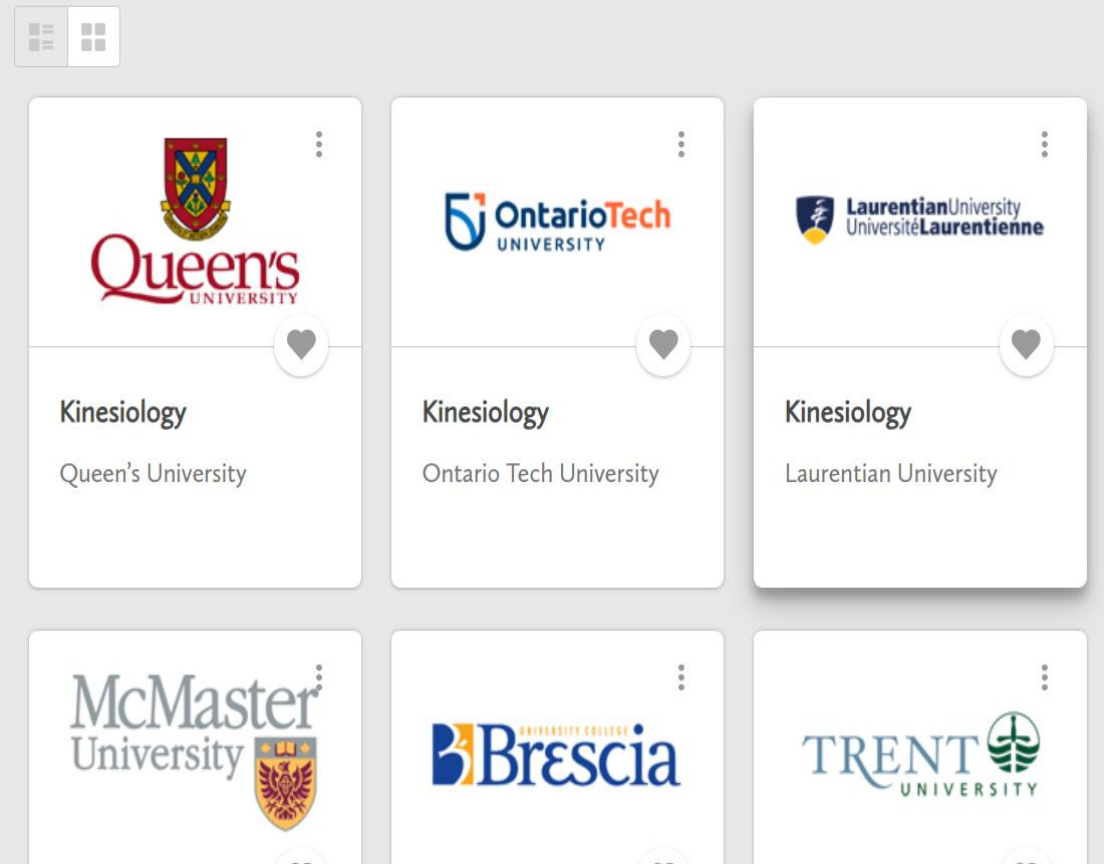 Queen's
UNIVERSITY
OntarioTech
UNIVERSITY
LaurentianUniversity
UniversitéLaurentienne
Kinesiology
Queen’s University
Kinesiology
Ontario Tech University
Kinesiology
Laurentian University
McMaster
University
UNIVERSITY COLLEGE
Brescia
TRENT
UNIVERSITY